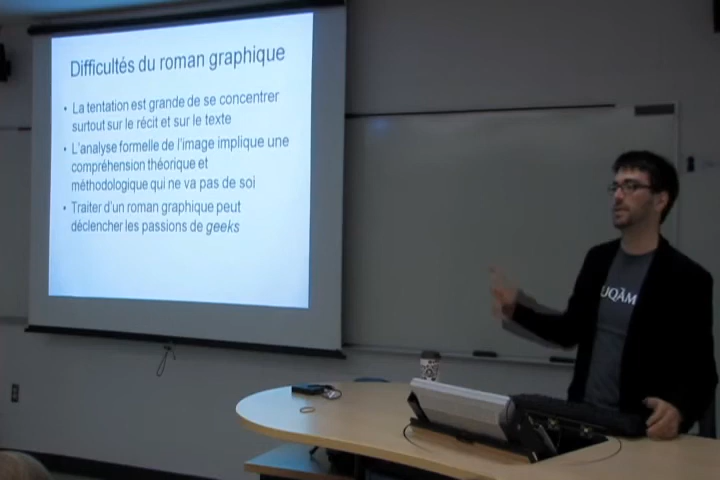 Difficultés du roman graphique
• La tentation est grande de se concentrer
surtout sur le récit et sur le texte
• L'analyse formelle de l'image implique une
compréhension théorique et
méthodologique qui ne va pas de soi
• Traiter d'un roman graphique peut
déclencher les passions de geeks
UQÀM